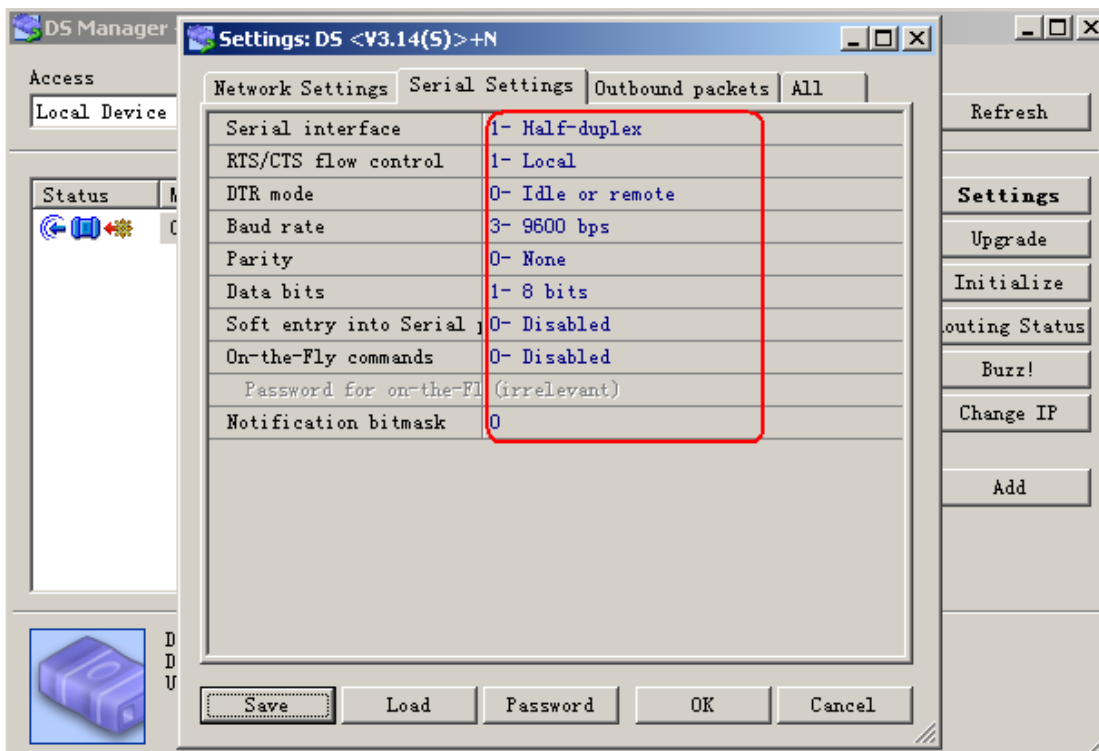 DS Manager
Settings: DS <V3.14(S)>+N
Access
Local Device
Network Settings Serial Settings Outbound packets All
Refresh
Serial interface 1- Half-duplex
RTS/CTS flow control 1- Local
DTR mode 0- Idle or remote
Baud rate 3- 9600 bps
Parity 0- None
Data bits 1- 8 bits
Soft entry into Serial 0- Disabled
On-the-Fly commands 0- Disabled
Password for on-the-Fl (irrelevant)
Notification bitmask 0
Status
Settings
Upgrade
Initialize
outing Status
Buzz!
Change IP
Add
D
D
U
Save Load Password OK Cancel